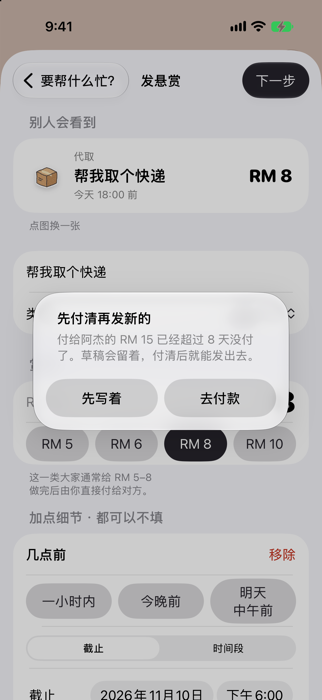 9:41
要帮什么忙?
发悬赏
下一步
别人会看到
代取
帮我取个快递
RM 8
今天 18:00 前
点图换一张
帮我取个快递
先付清再发新的
付给阿杰的 RM 15 已经超过 8 天没付
了。草稿会留着，付清后就能发出去。
先写着
去付款
RM 5
RM 6
RM 8
RM 10
这一类大家通常给 RM 5–8
做完后由你直接付给对方。
加点细节 · 都可以不填
几点前
移除
一小时内
今晚前
明天
中午前
截止
时间段
截止
2026年11月10日
下午6:00